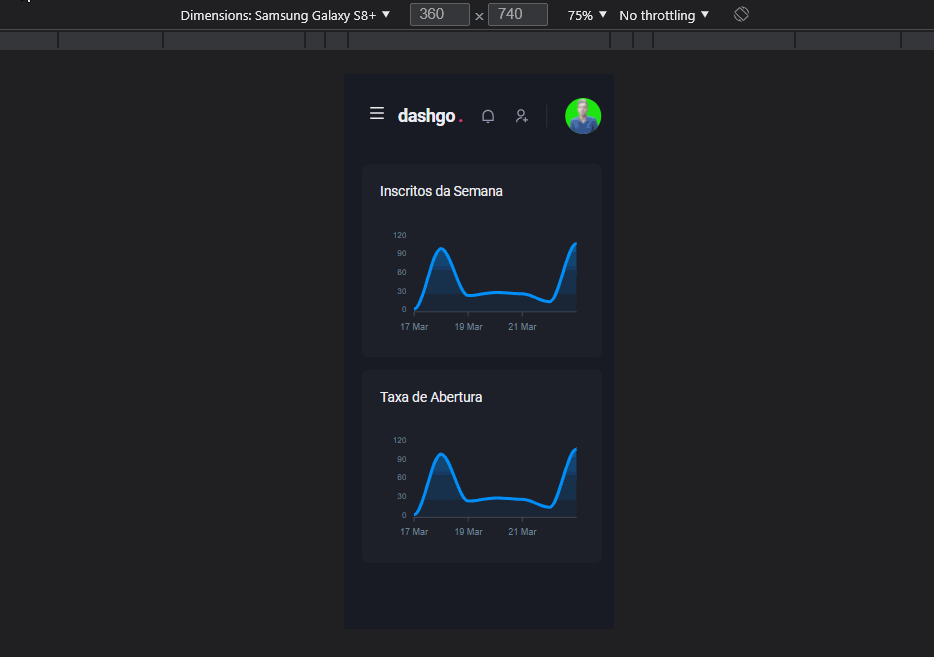 Dimensions: Samsung Galaxy S8+ 360 × 740 75% No throttling
dashgo.
Inscritos da Semana
120
90
60
30
0
17 Mar 19 Mar 21 Mar
Taxa de Abertura
120
90
60
30
0
17 Mar 19 Mar 21 Mar